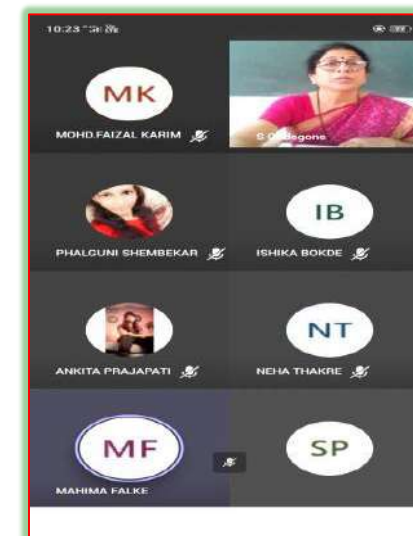 10:23
MK
MOHD.FAIZAL KARIM
PHALGUNI SHEMBEKAR
IB
ISHIKA BOKDE
ANKITA PRAJAPATI
NT
NEHA THAKRE
MF
MAHIMA FALKE
SP